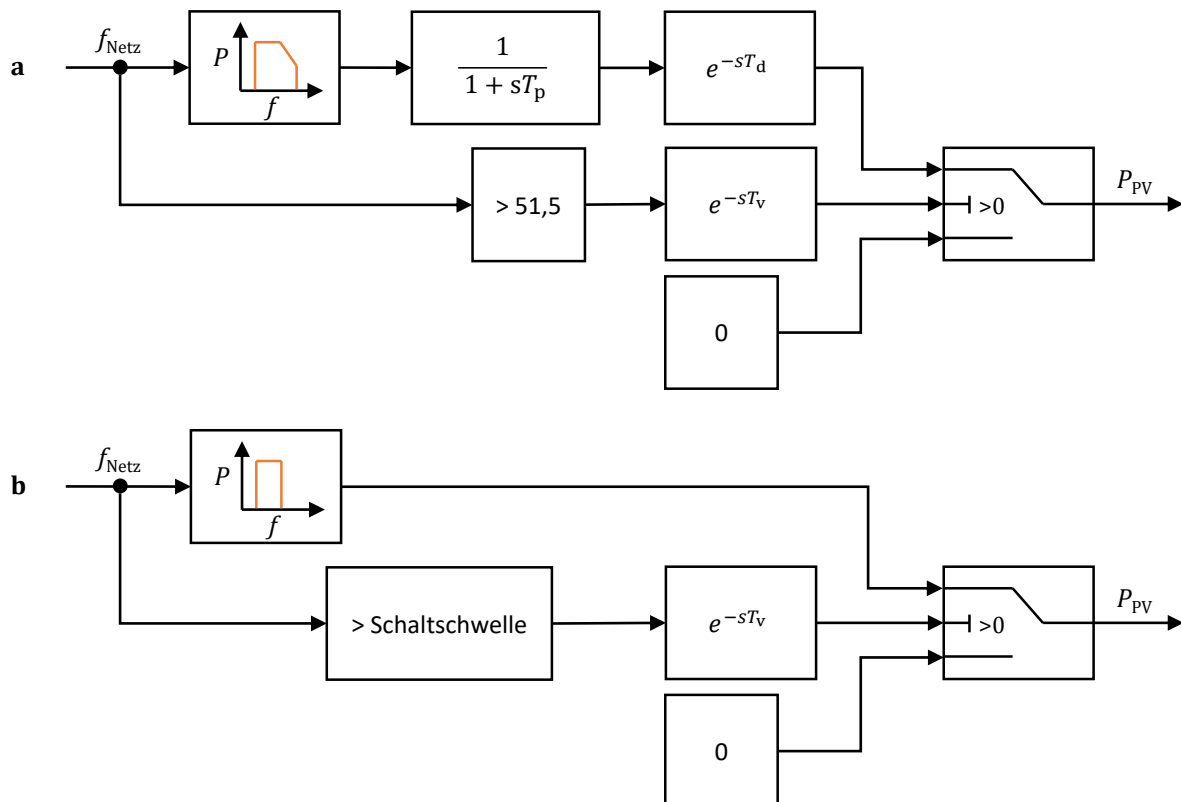 a
f_Netz
P
f
1
1 + sT_p
e^{−sT_d}
> 51,5
e^{−sT_v}
>0
P_PV
0
b
f_Netz
P
f
> Schaltschwelle
e^{−sT_v}
>0
P_PV
0